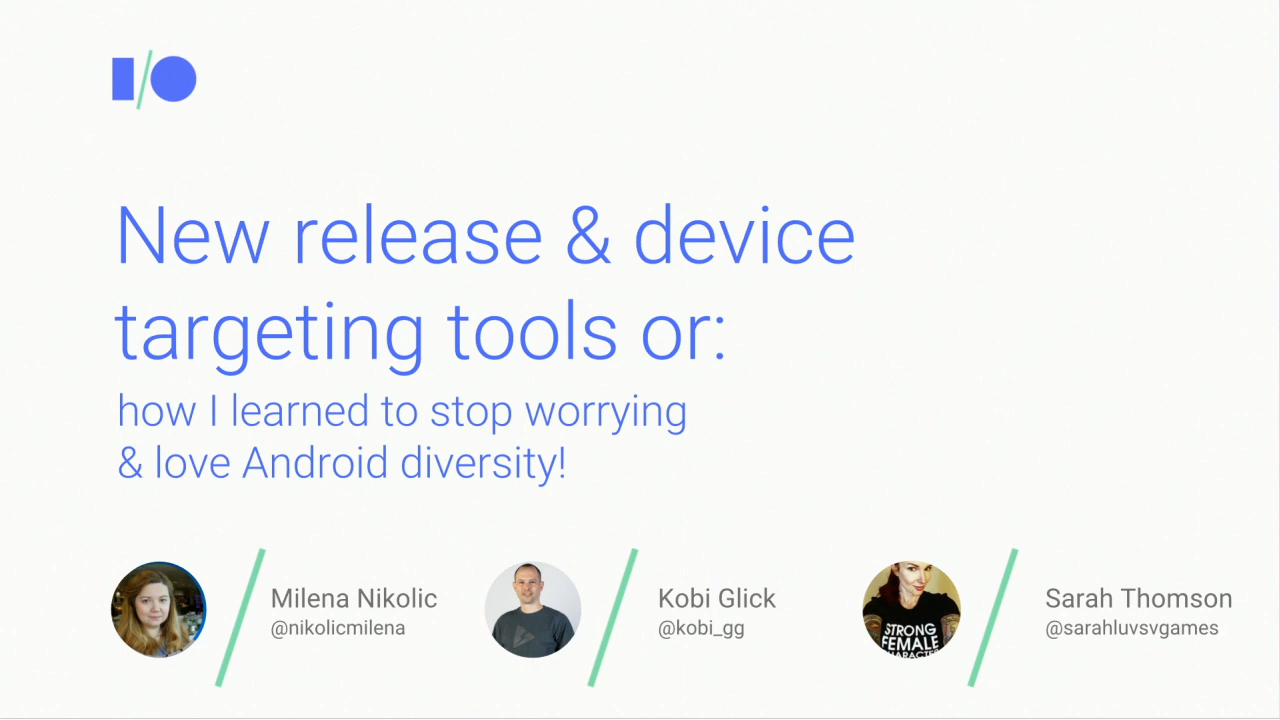 I/O
New release & device
targeting tools or:
how I learned to stop worrying
& love Android diversity!
Milena Nikolic
@nikolicmilena
Kobi Glick
@kobi_gg
STRONG
FEMALE
CHARACTER
Sarah Thomson
@sarahluvsvgames